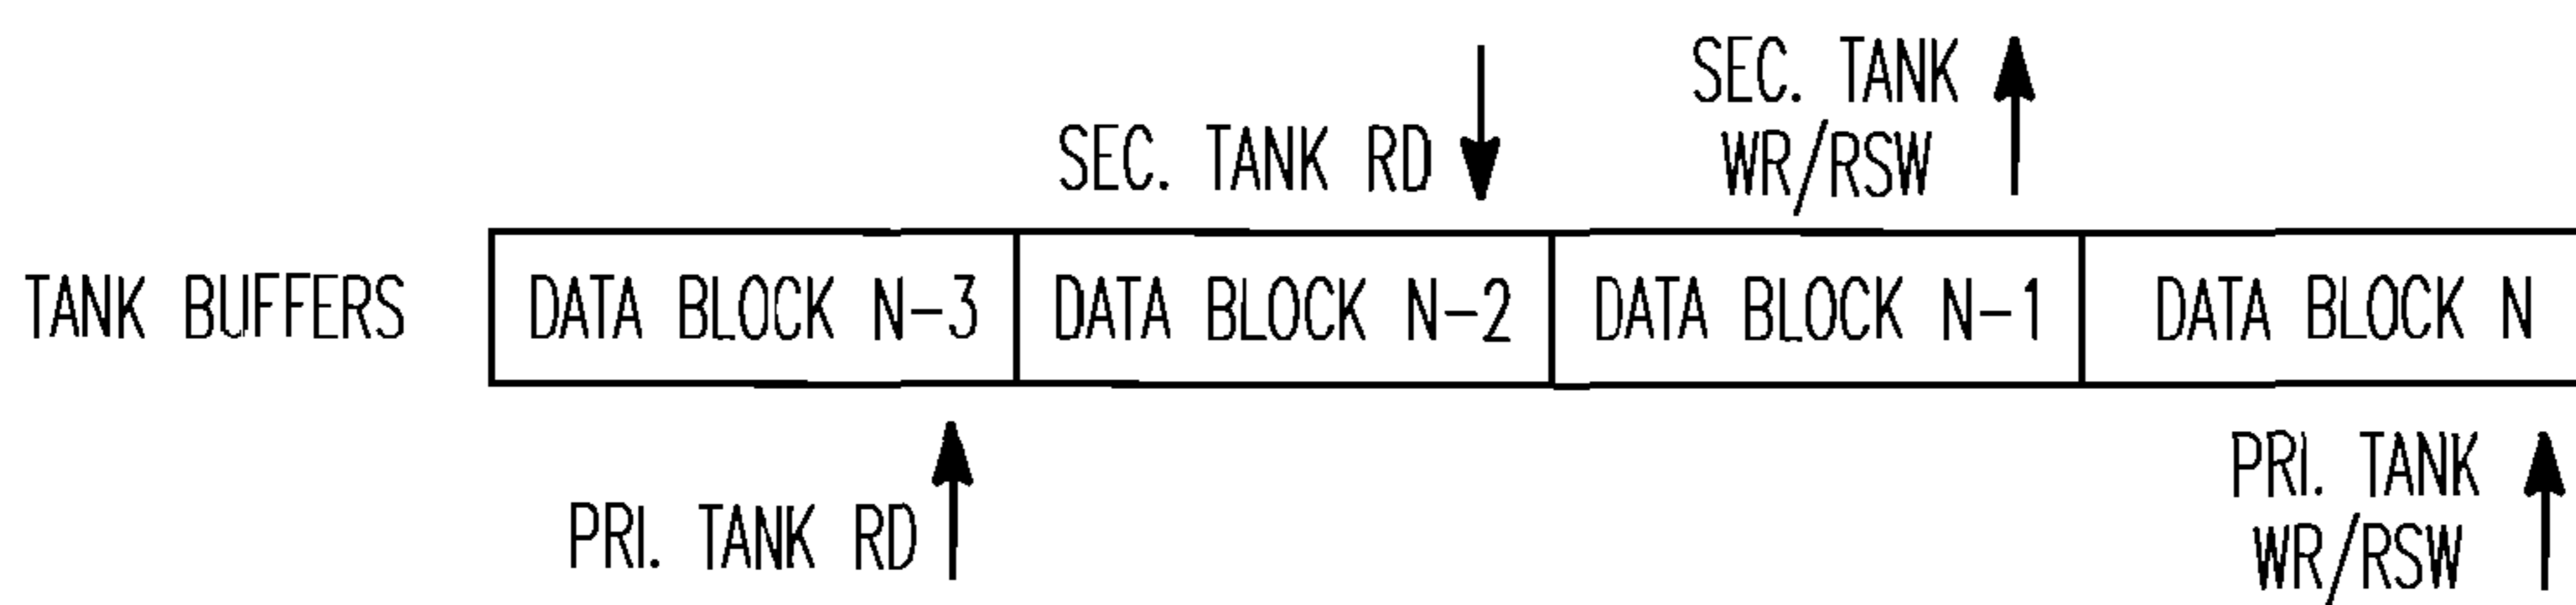 SEC. TANK
WR/RSW
SEC. TANK RD
TANK BUFFERS
DATA BLOCK N-3
DATA BLOCK N-2
DATA BLOCK N-1
DATA BLOCK N
PRI. TANK RD
PRI. TANK
WR/RSW